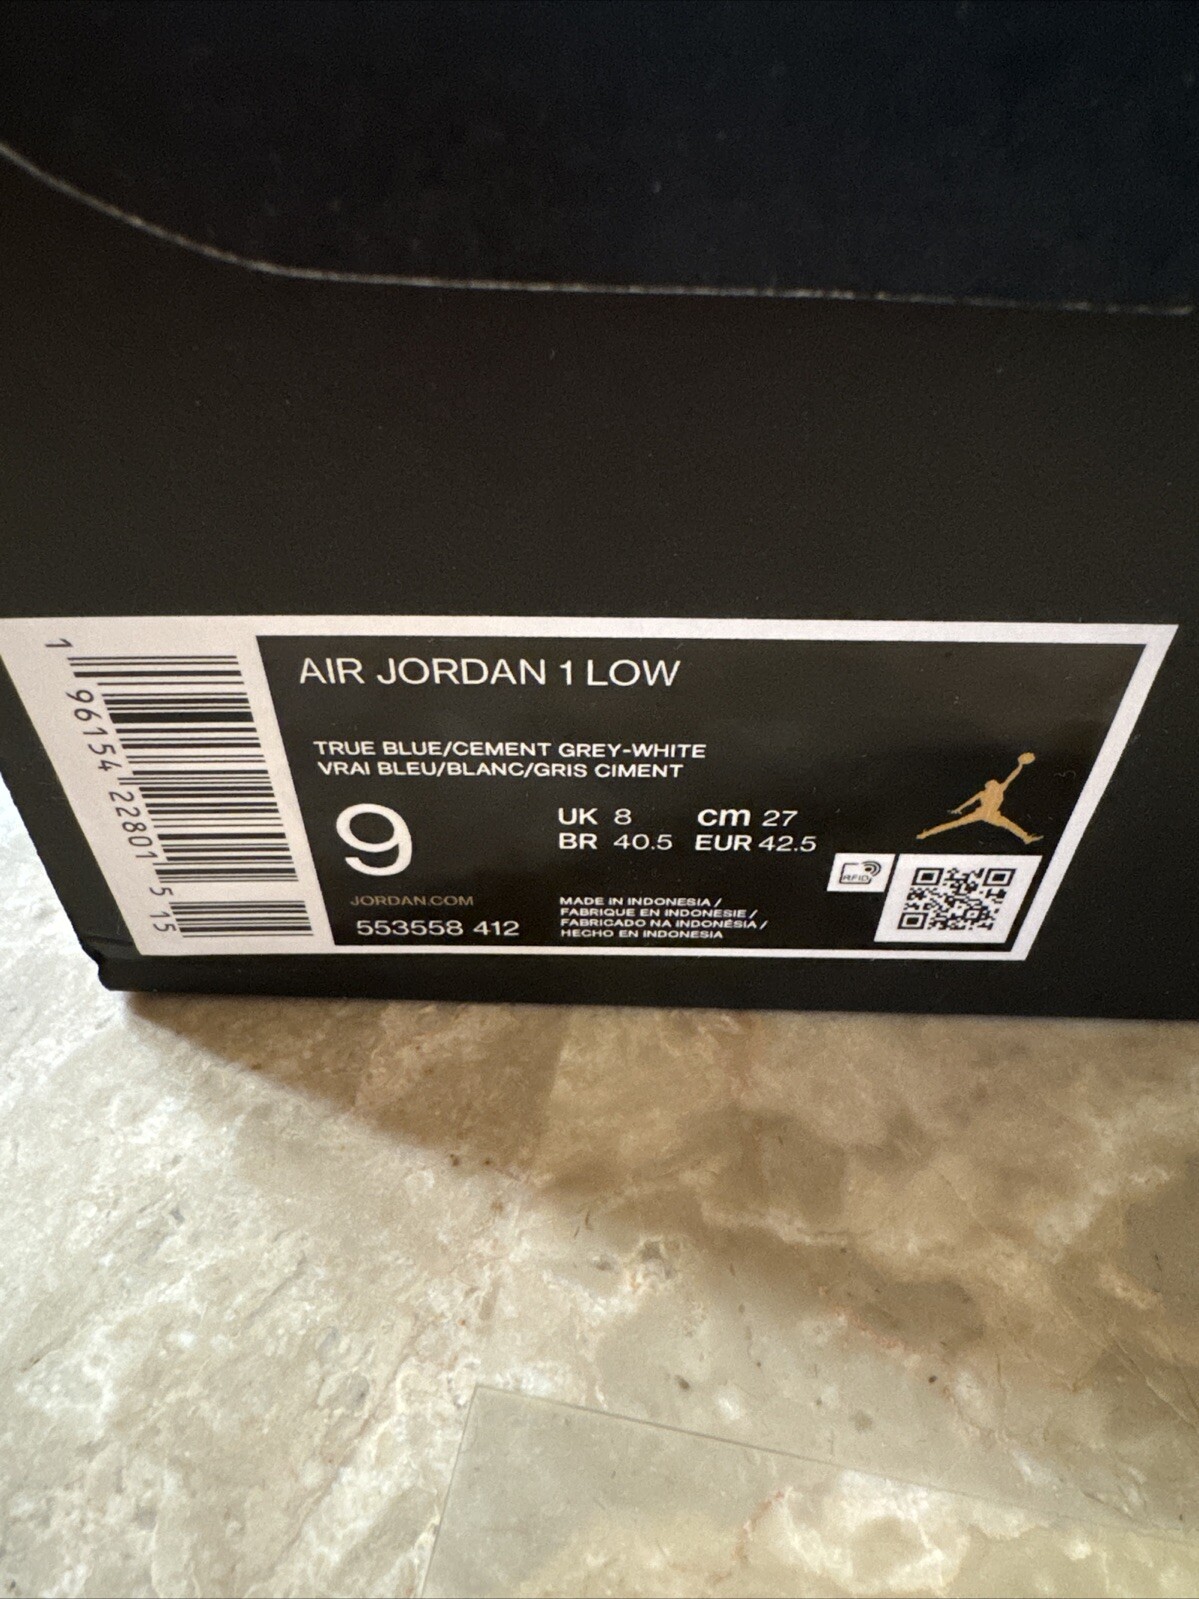 AIR JORDAN 1 LOW
TRUE BLUE/CEMENT GREY-WHITE
VRAI BLEU/BLANC/GRIS CIMENT
9
UK 8 cm 27
BR 40.5 EUR 42.5
JORDAN.COM
553558 412
MADE IN INDONESIA /
FABRIQUE EN INDONESIE /
FABRICADO NA INDONÉSIA /
HECHO EN INDONESIA
RFID
1 96154 22801 5 15